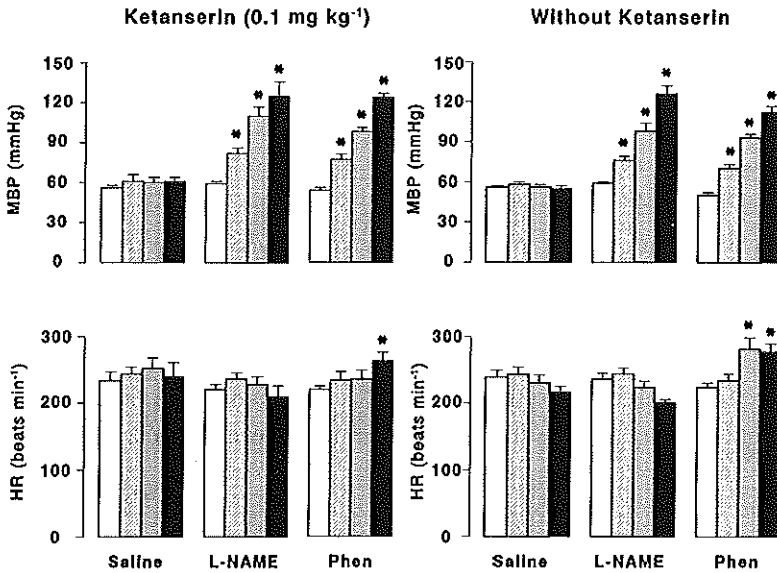 Ketanserin (0.1 mg kg⁻¹)
Without Ketanserin
MBP (mmHg)
150
120
90
60
30
0
* * *
* * *
MBP (mmHg)
150
120
90
60
30
0
* * *
* * *
HR (beats min⁻¹)
300
200
100
0
*
Saline L-NAME Phen
HR (beats min⁻¹)
300
200
100
0
* *
Saline L-NAME Phen